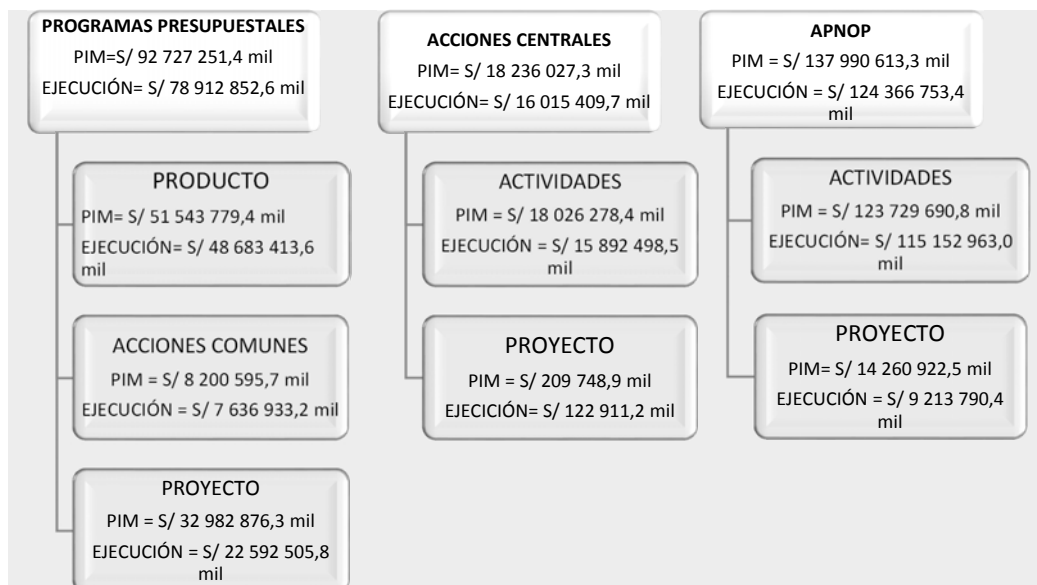 PROGRAMAS PRESUPUESTALES
PIM=S/ 92 727 251,4 mil
EJECUCIÓN= S/ 78 912 852,6 mil
PRODUCTO
PIM= S/ 51 543 779,4 mil
EJECUCIÓN= S/ 48 683 413,6
mil
ACCIONES COMUNES
PIM = S/ 8 200 595,7 mil
EJECUCIÓN = S/ 7 636 933,2 mil
PROYECTO
PIM = S/ 32 982 876,3 mil
EJECUCIÓN = S/ 22 592 505,8
mil
ACCIONES CENTRALES
PIM= S/ 18 236 027,3 mil
EJECUCIÓN= S/ 16 015 409,7 mil
ACTIVIDADES
PIM = S/ 18 026 278,4 mil
EJECUCIÓN= S/ 15 892 498,5
mil
PROYECTO
PIM = S/ 209 748,9 mil
EJECICIÓN= S/ 122 911,2 mil
APNOP
PIM = S/ 137 990 613,3 mil
EJECUCIÓN = S/ 124 366 753,4
mil
ACTIVIDADES
PIM = S/ 123 729 690,8 mil
EJECUCIÓN= S/ 115 152 963,0
mil
PROYECTO
PIM= S/ 14 260 922,5 mil
EJECUCIÓN = S/ 9 213 790,4
mil